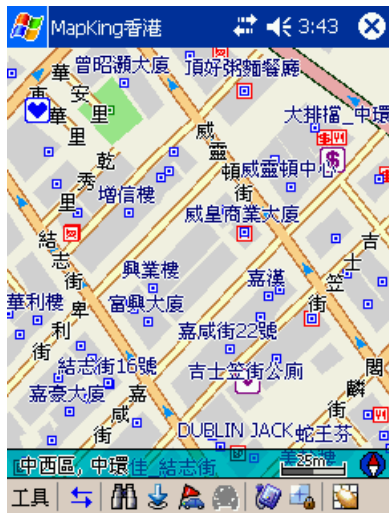 MapKing香港 3:43
曾昭灝大廈
頂好粥麵餐廳
華安里
華里
大排檔_中環
威靈頓街
威靈頓中心
乾秀里
增信樓
威皇商業大廈
結志街
吉士笠街
興業樓
嘉漢
華利樓
富興大廈
卑利街
嘉咸街22號
結志街16號
吉士笠街公廁
閣麟街
嘉豪大廈
嘉咸街
DUBLIN JACK
蛇王芬
中西區, 中環
佳_結志街
25m
工具